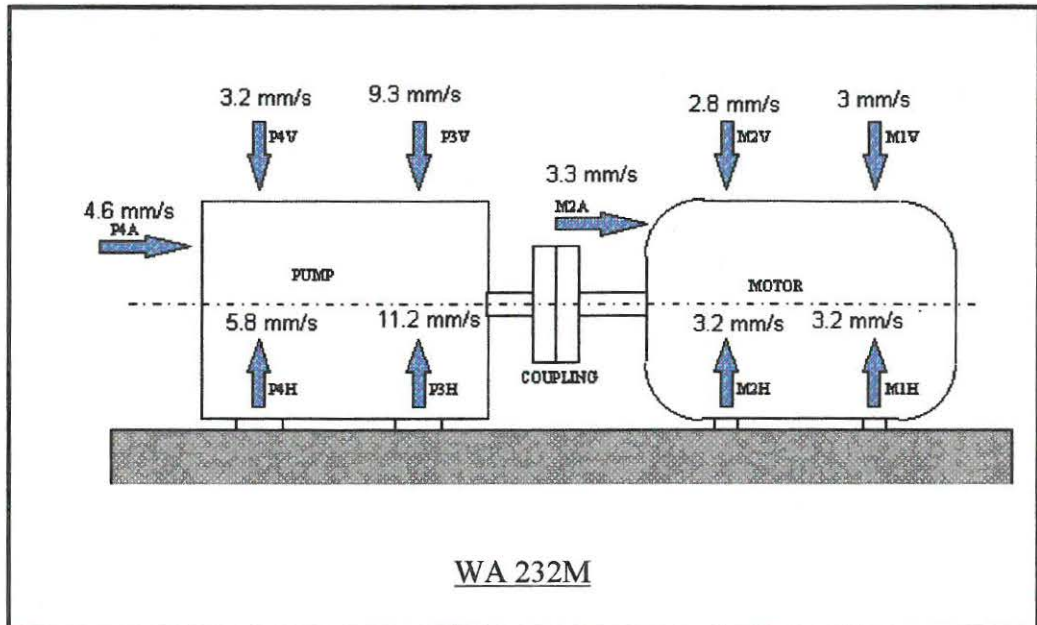 3.2 mm/s 9.3 mm/s 2.8 mm/s 3 mm/s
P4V P3V M2V M1V
3.3 mm/s
4.6 mm/s M2A
P4A
PUMP MOTOR
5.8 mm/s 11.2 mm/s 3.2 mm/s 3.2 mm/s
COUPLING
P4H P3H M2H M1H
WA 232M